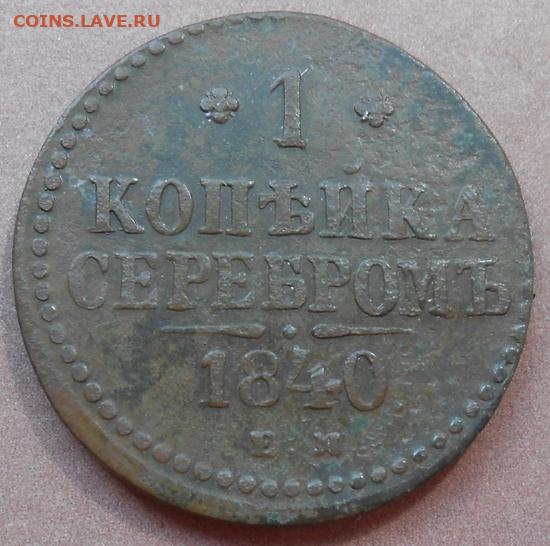 COINS.LAVE.RU
1
КОПѢЙКА
СЕРЕБРОМЪ
1840
Е М